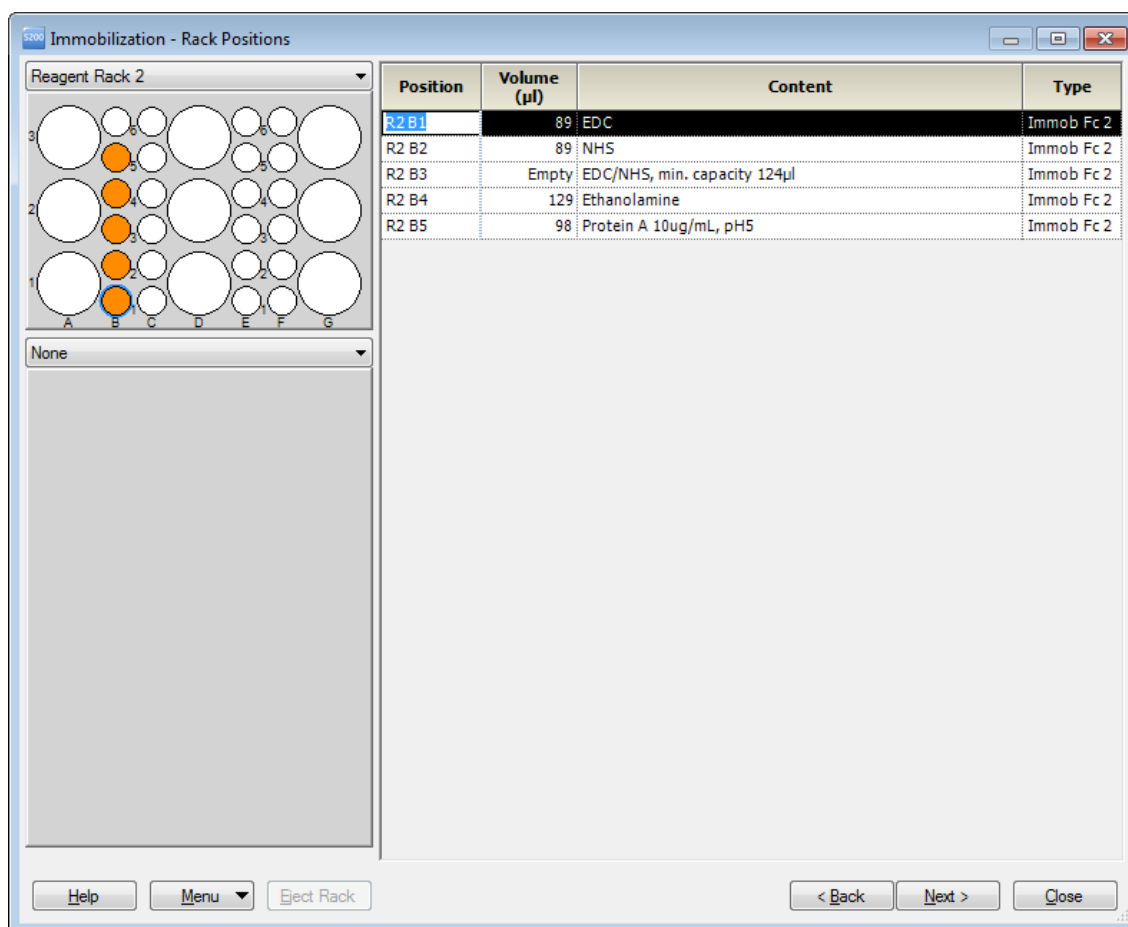 S200 Immobilization - Rack Positions
Reagent Rack 2
3 6 6
5 5
2 4 4
3 3
1 2 2
1 1
A B C D E F G
None
Position Volume (µl) Content Type
R2 B1 89 EDC Immob Fc 2
R2 B2 89 NHS Immob Fc 2
R2 B3 Empty EDC/NHS, min. capacity 124µl Immob Fc 2
R2 B4 129 Ethanolamine Immob Fc 2
R2 B5 98 Protein A 10ug/mL, pH5 Immob Fc 2
Help Menu Eject Rack < Back Next > Close